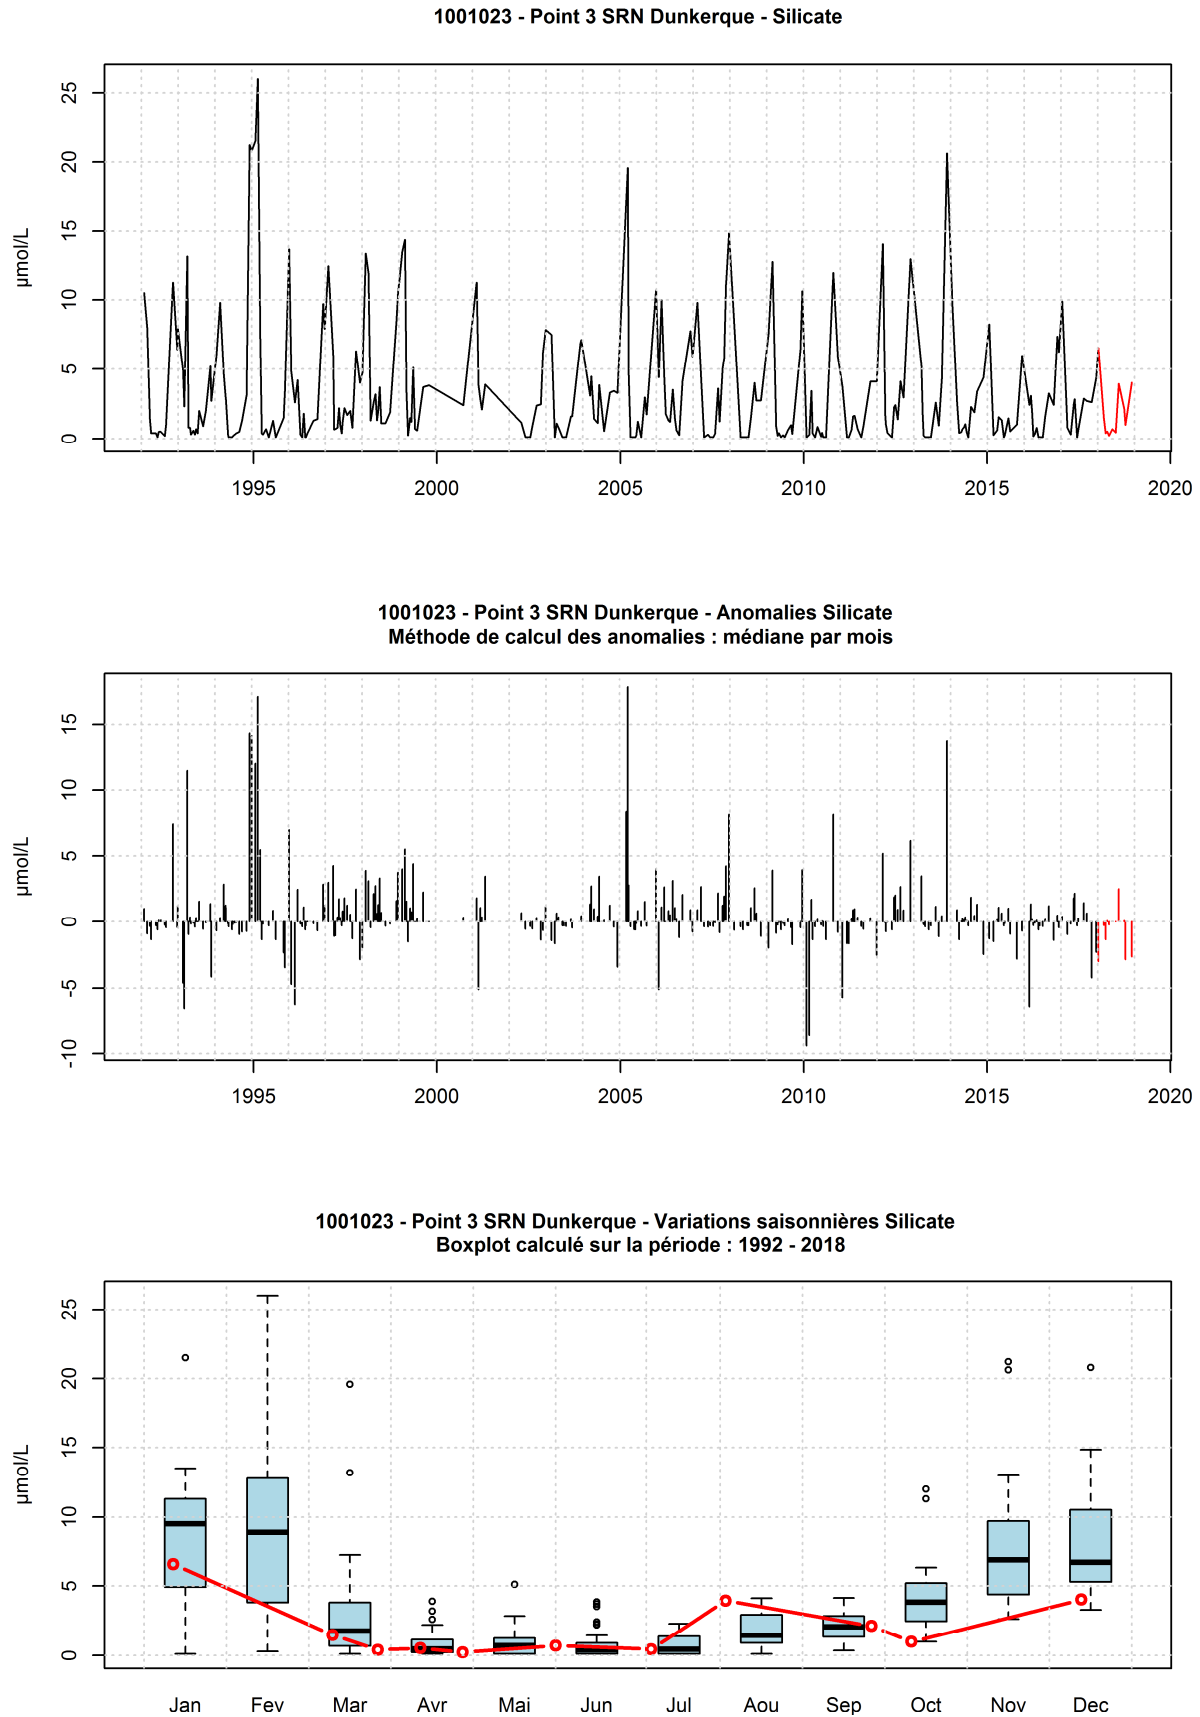 1001023 - Point 3 SRN Dunkerque - Silicate
25
20
15
10
5
0
µmol/L
1995 2000 2005 2010 2015 2020
1001023 - Point 3 SRN Dunkerque - Anomalies Silicate
Méthode de calcul des anomalies : médiane par mois
15
10
5
0
-5
-10
µmol/L
1995 2000 2005 2010 2015 2020
1001023 - Point 3 SRN Dunkerque - Variations saisonnières Silicate
Boxplot calculé sur la période : 1992 - 2018
25
20
15
10
5
0
µmol/L
Jan Fev Mar Avr Mai Jun Jul Aou Sep Oct Nov Dec